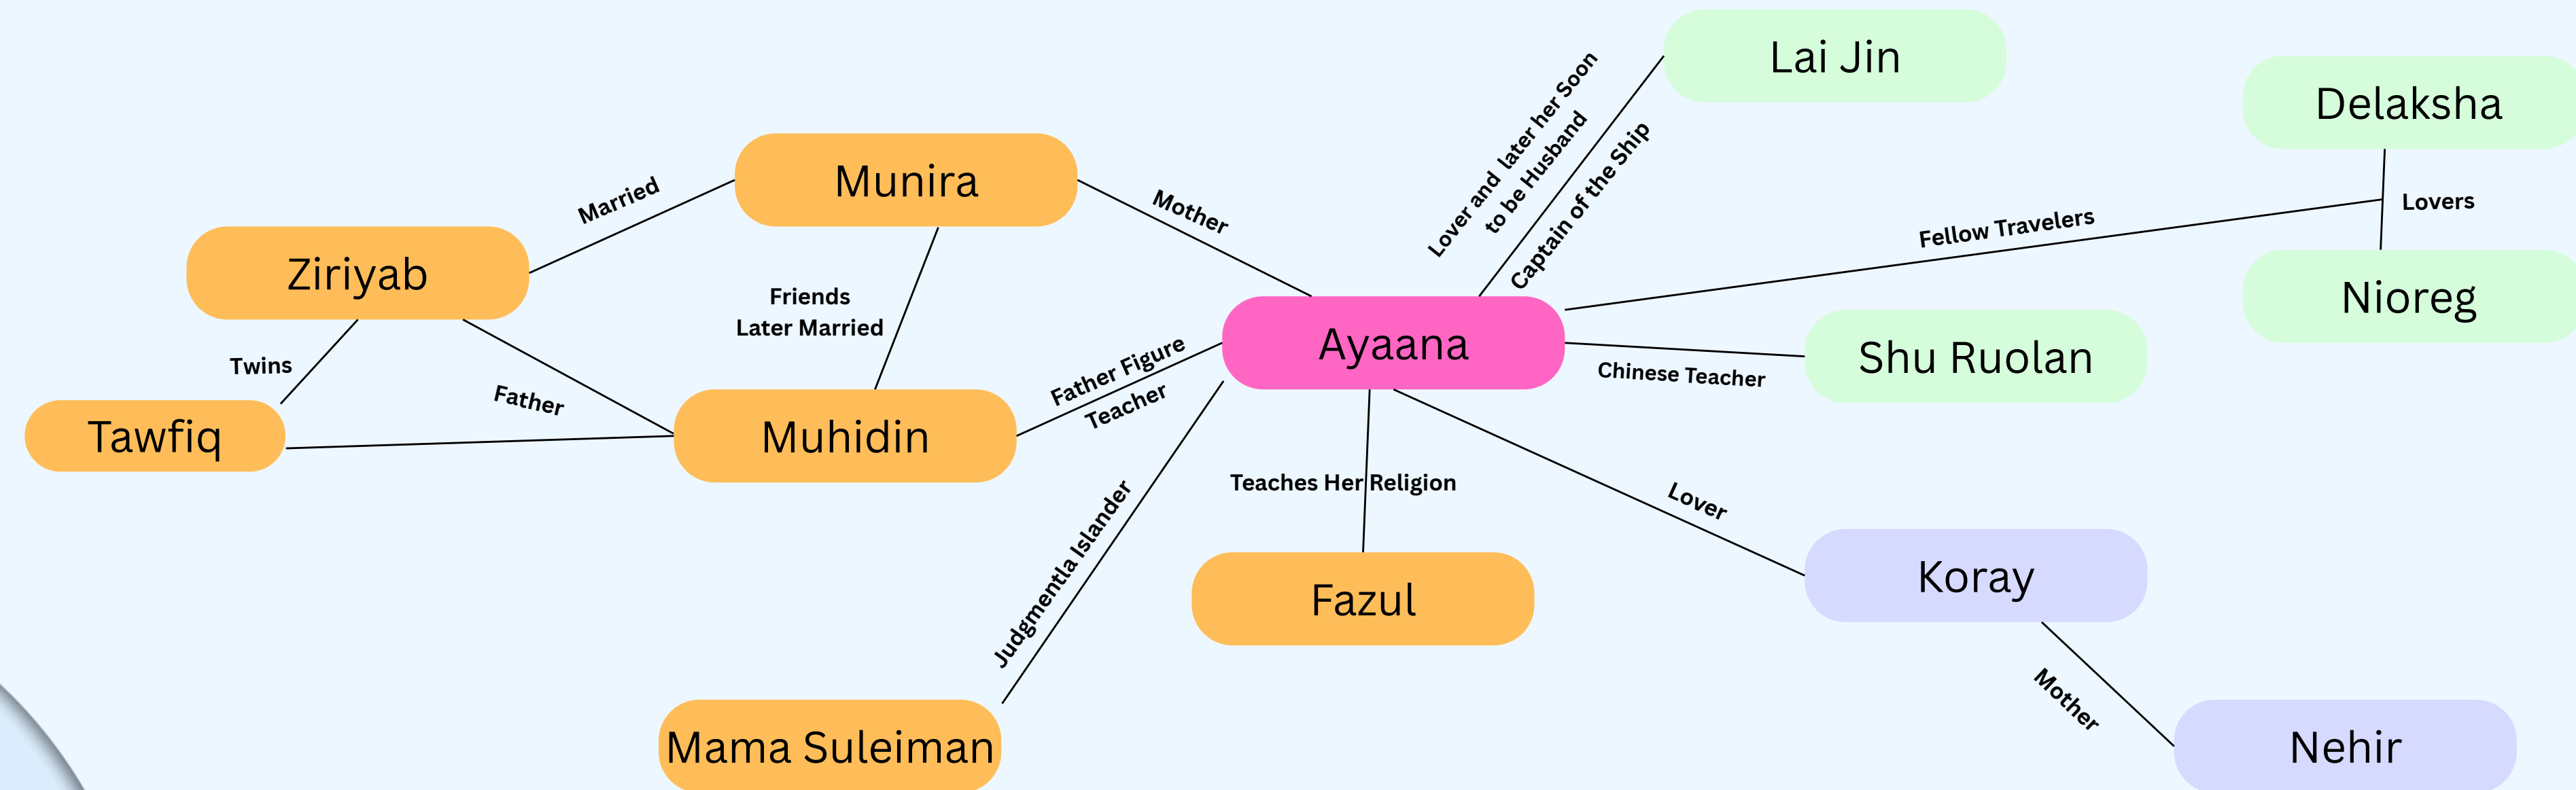 Lai Jin
Delaksha
Lover and later her Soon
to be Husband
Captain of the Ship
Munira
Married
Mother
Lovers
Fellow Travelers
Ziriyab
Nioreg
Friends
Later Married
Ayaana
Shu Ruolan
Twins
Father Figure
Teacher
Chinese Teacher
Father
Tawfiq
Muhidin
Teaches Her Religion
Lover
Judgmentla Islander
Koray
Fazul
Mother
Mama Suleiman
Nehir